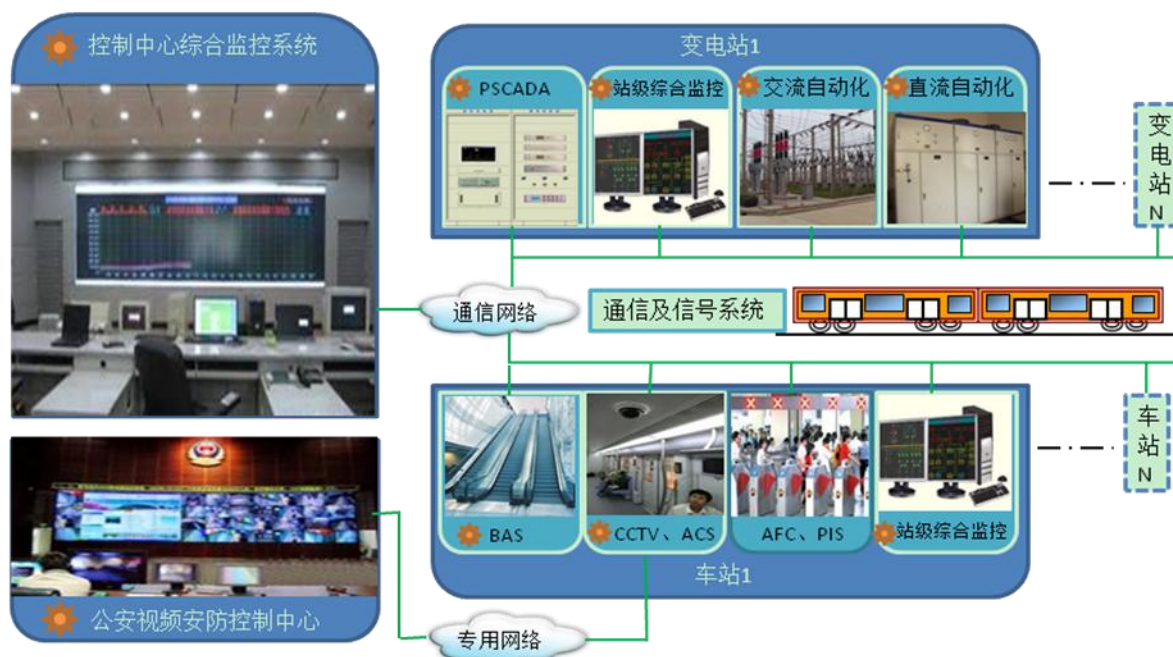 控制中心综合监控系统
变电站1
PSCADA
站级综合监控
交流自动化
直流自动化
变电站N
通信网络
通信及信号系统
车站N
BAS
CCTV、ACS
AFC、PIS
站级综合监控
车站1
公安视频安防控制中心
专用网络